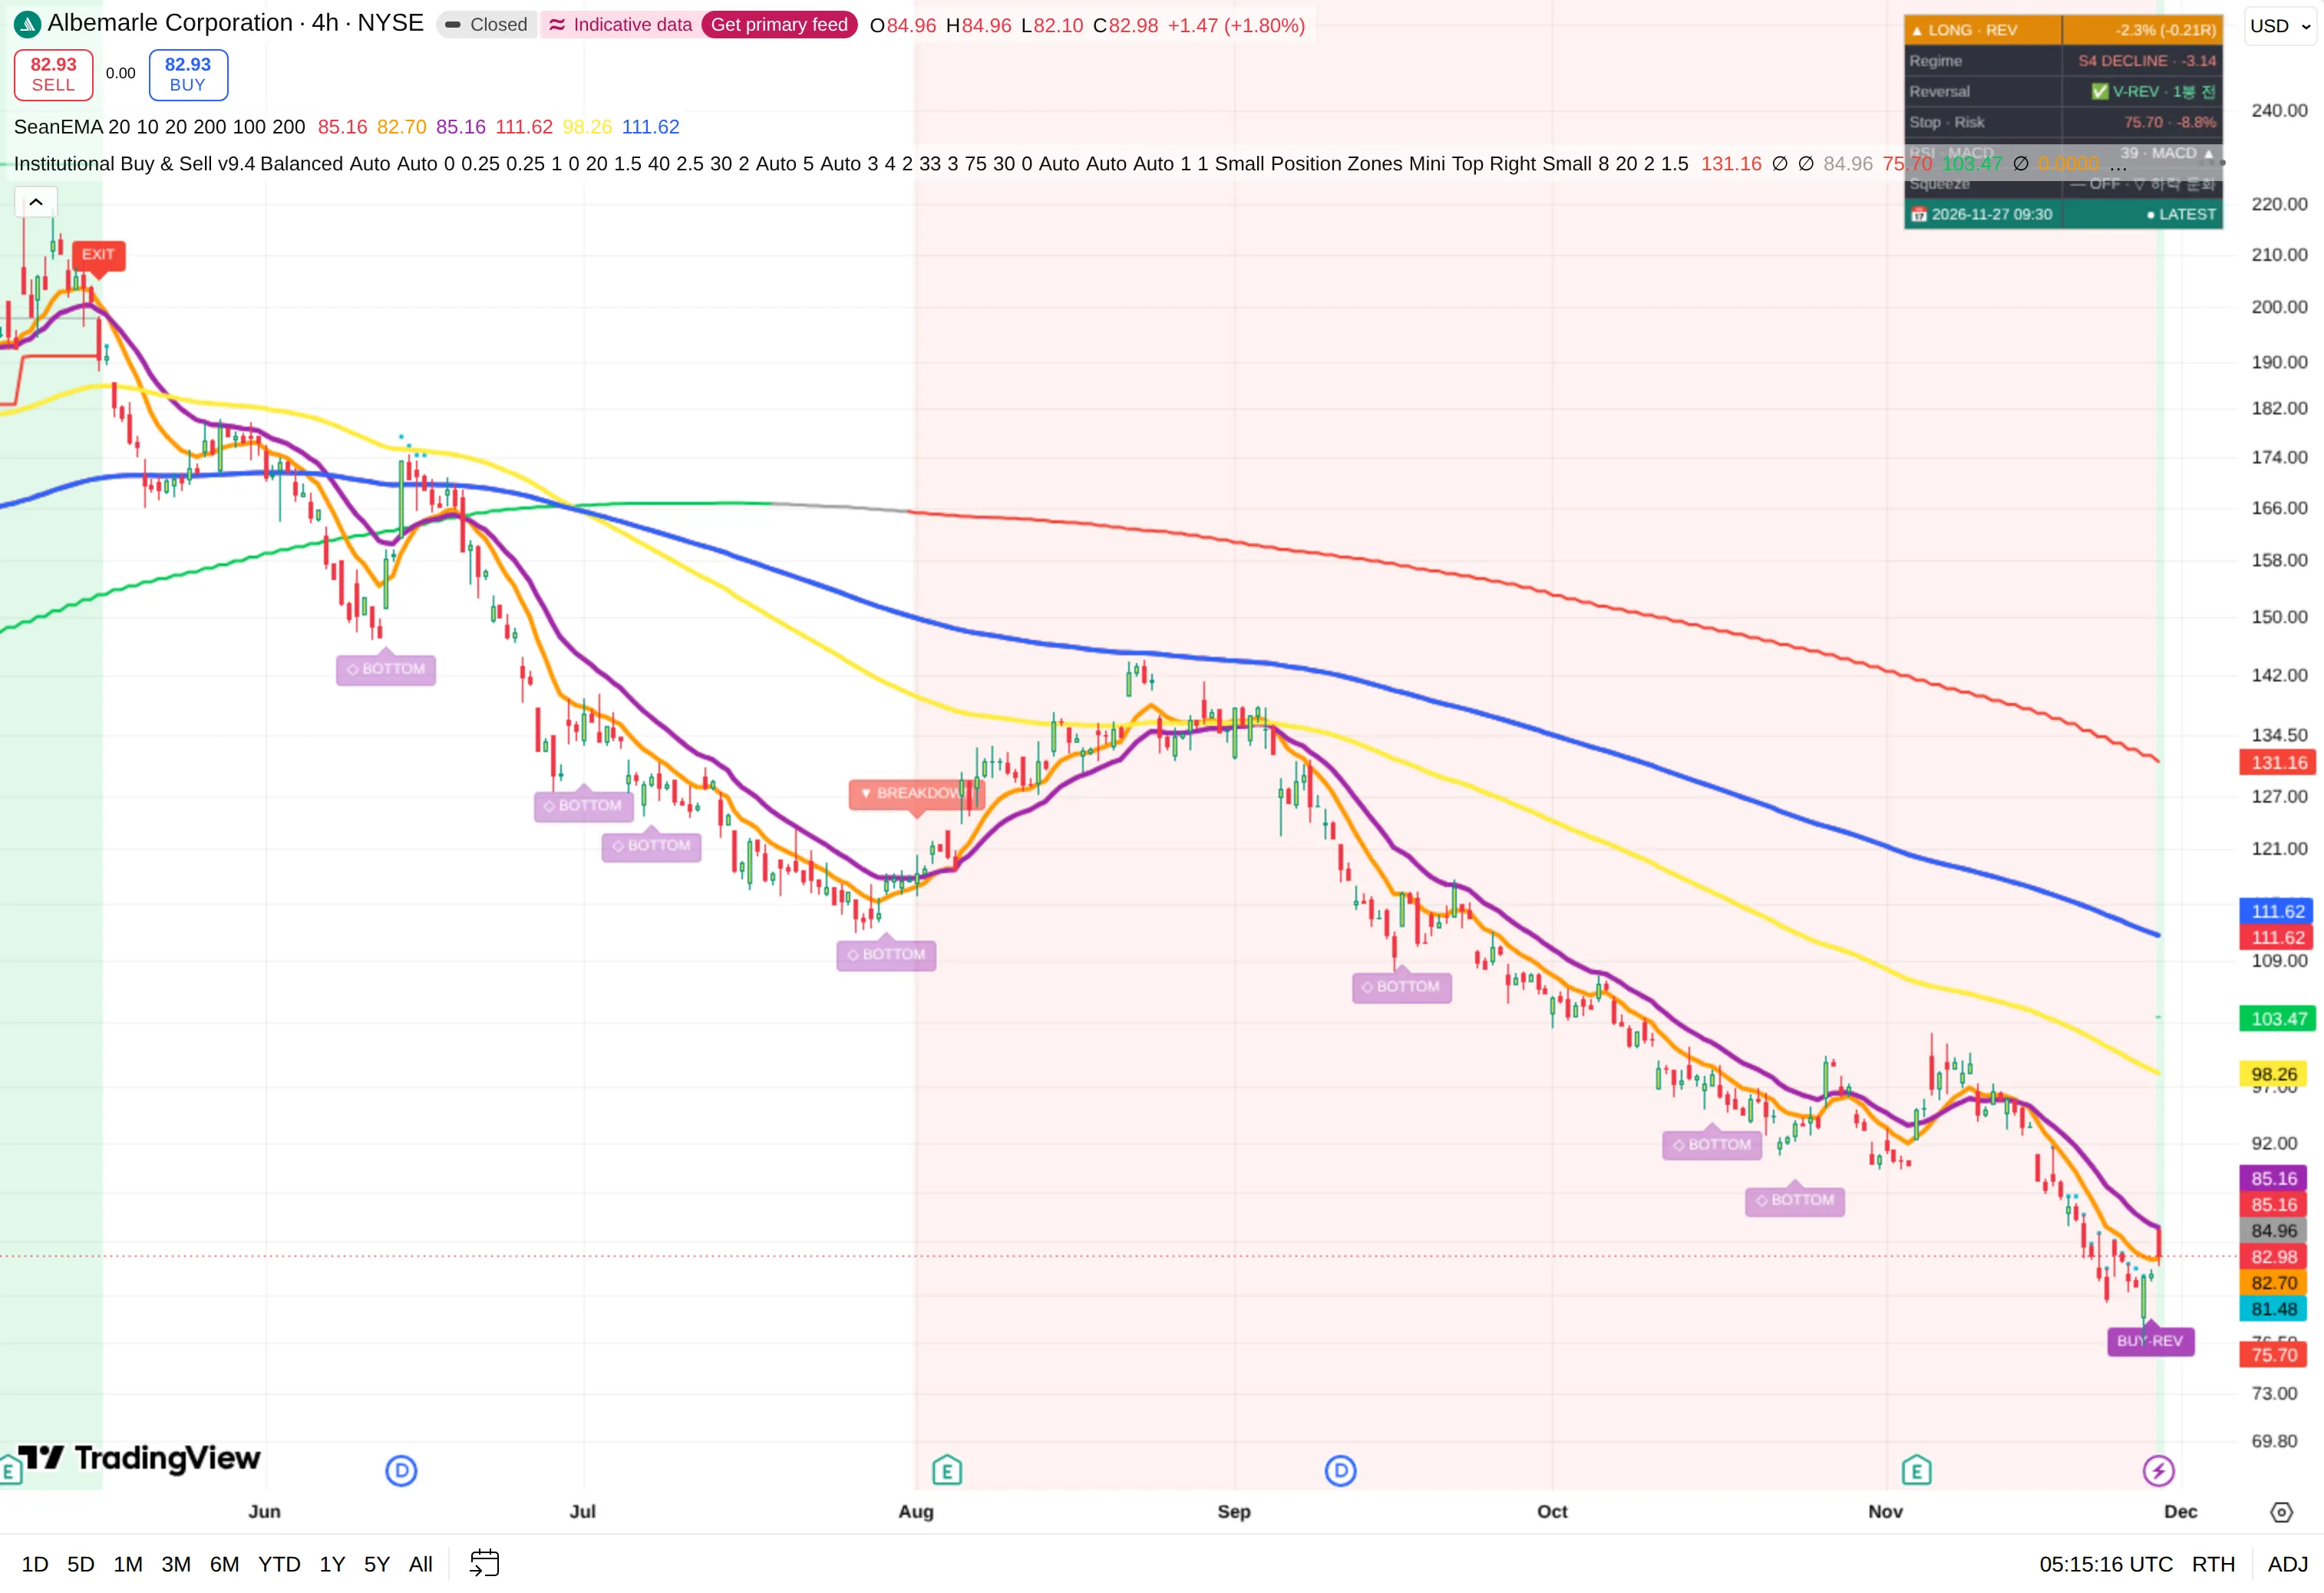 Albemarle Corporation · 4h · NYSE Closed Indicative data Get primary feed O84.96 H84.96 L82.10 C82.98 +1.47 (+1.80%)
82.93 SELL
0.00
82.93 BUY
SeanEMA 20 10 20 200 100 200 85.16 82.70 85.16 111.62 98.26 111.62
Institutional Buy & Sell v9.4 Balanced Auto Auto 0 0.25 0.25 1 0 20 1.5 40 2.5 30 2 Auto 5 Auto 3 4 2 33 3 75 30 0 Auto Auto Auto 1 1 Small Position Zones Mini Top Right Small 8 20 2 1.5 131.16 ∅ ∅ 84.96 75.70 103.47 ∅ 0.0000 ...
▲ LONG · REV -2.3% (-0.21R)
Regime S4 DECLINE · -3.14
Reversal ✅ V-REV · 1봉 전
Stop · Risk 75.70 · -8.8%
RSI · MACD 39 · MACD ▲
Squeeze — OFF · ▽ 하락 둔화
📅 2026-11-27 09:30 ● LATEST
USD
EXIT
◇ BOTTOM
◇ BOTTOM
◇ BOTTOM
▼ BREAKDOW
◇ BOTTOM
◇ BOTTOM
◇ BOTTOM
◇ BOTTOM
BUY-REV
240.00
220.00
210.00
200.00
190.00
182.00
174.00
166.00
158.00
150.00
142.00
134.50
131.16
127.00
121.00
111.62
111.62
109.00
103.47
98.26
97.00
92.00
85.16
85.16
84.96
82.98
82.70
81.48
76.50
75.70
73.00
69.80
TradingView
E D E D E
Jun Jul Aug Sep Oct Nov Dec
1D 5D 1M 3M 6M YTD 1Y 5Y All
05:15:16 UTC RTH ADJ